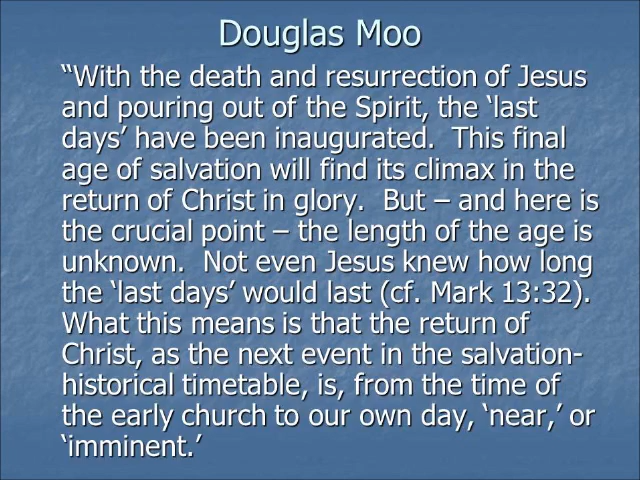 Douglas Moo
“With the death and resurrection of Jesus
and pouring out of the Spirit, the ‘last
days’ have been inaugurated.  This final
age of salvation will find its climax in the
return of Christ in glory.  But – and here is
the crucial point – the length of the age is
unknown.  Not even Jesus knew how long
the ‘last days’ would last (cf. Mark 13:32).
What this means is that the return of
Christ, as the next event in the salvation-
historical timetable, is, from the time of
the early church to our own day, ‘near,’ or
‘imminent.’